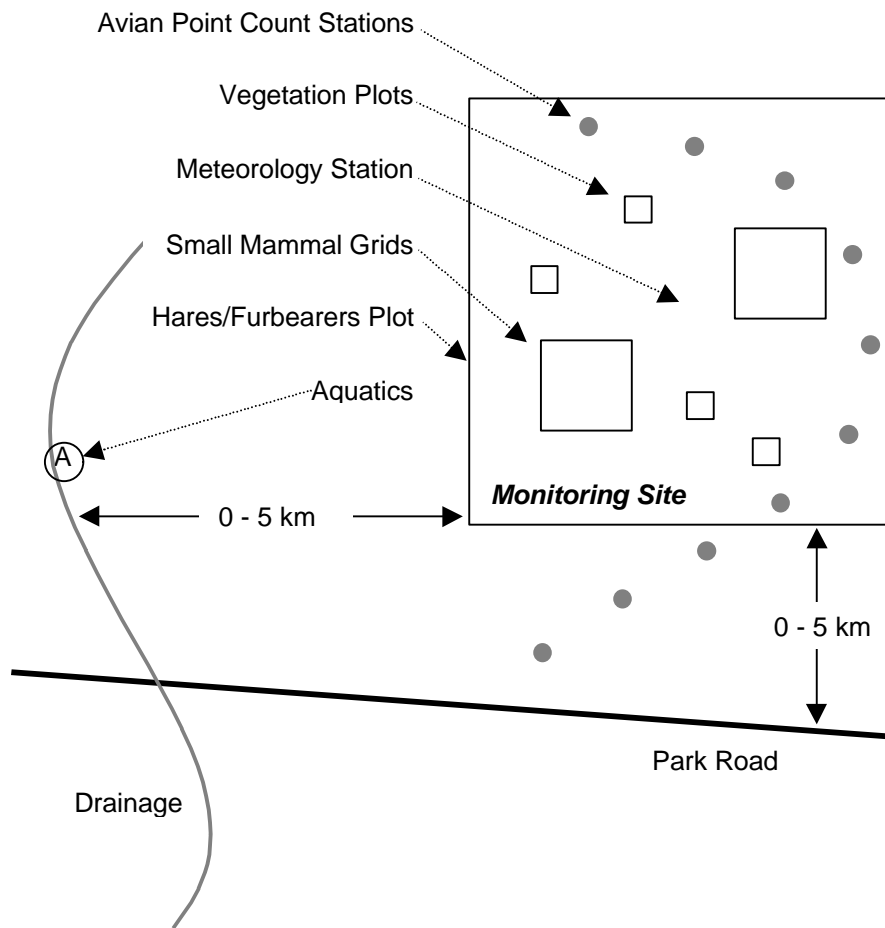 Avian Point Count Stations
Vegetation Plots
Meteorology Station
Small Mammal Grids
Hares/Furbearers Plot
Aquatics
A
Monitoring Site
0 - 5 km
0 - 5 km
Park Road
Drainage